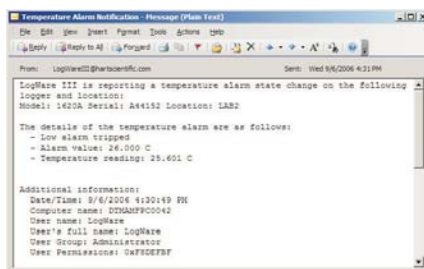 Temperature Alarm Notification - Message (Plain Text)
File Edit View Insert Format Tools Actions Help
Reply Reply to All Forward
From: LogWareIII@hartscientific.com Sent: Wed 9/6/2006 4:31 PM
LogWare III is reporting a temperature alarm state change on the following
logger and location:
Model: 1620A Serial: A44152 Location: LAB2
The details of the temperature alarm are as follows:
- Low alarm tripped
- Alarm value: 26.000 C
- Temperature reading: 25.601 C
Additional information:
Date/Time: 9/6/2006 4:30:49 PM
Computer name: DTMAMFPC0042
User name: LogWare
User's full name: LogWare
User Group: Administrator
User Permissions: 0xF8DEFBF